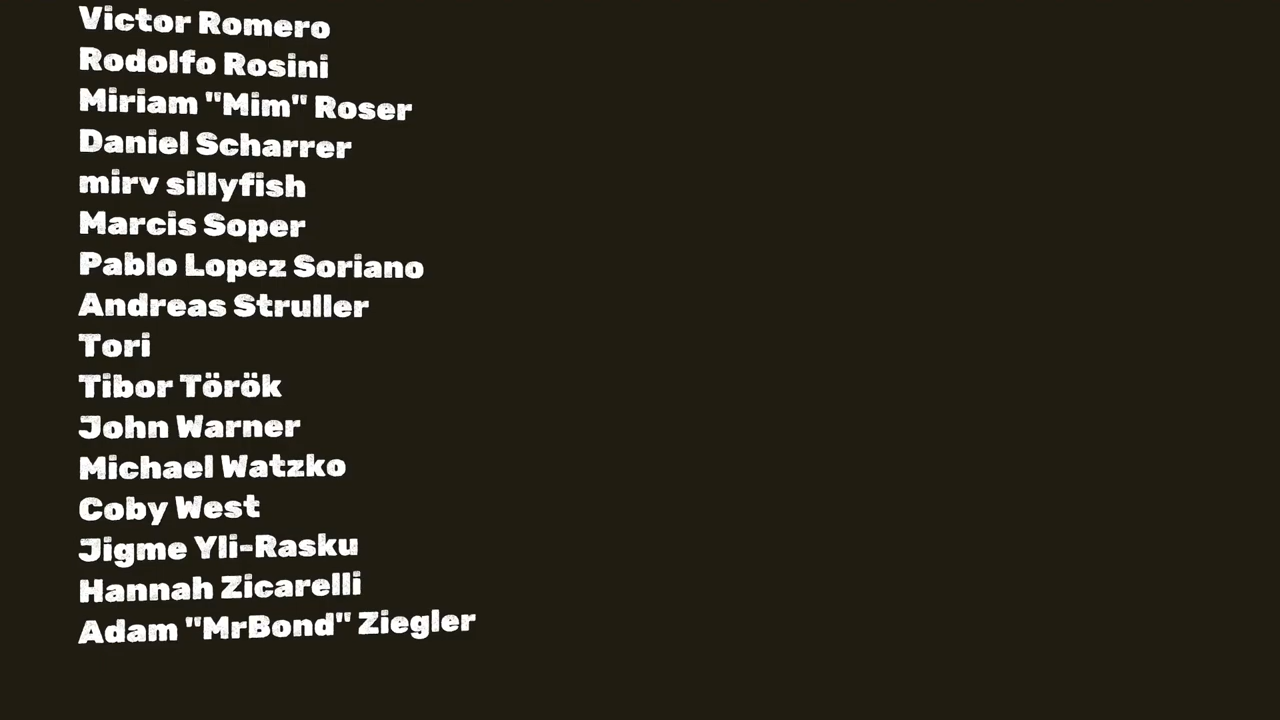 Victor Romero
Rodolfo Rosini
Miriam "Mim" Roser
Daniel Scharrer
mirv sillyfish
Marcis Soper
Pablo Lopez Soriano
Andreas Struller
Tori
Tibor Török
John Warner
Michael Watzko
Coby West
Jigme Yli-Rasku
Hannah Zicarelli
Adam "MrBond" Ziegler